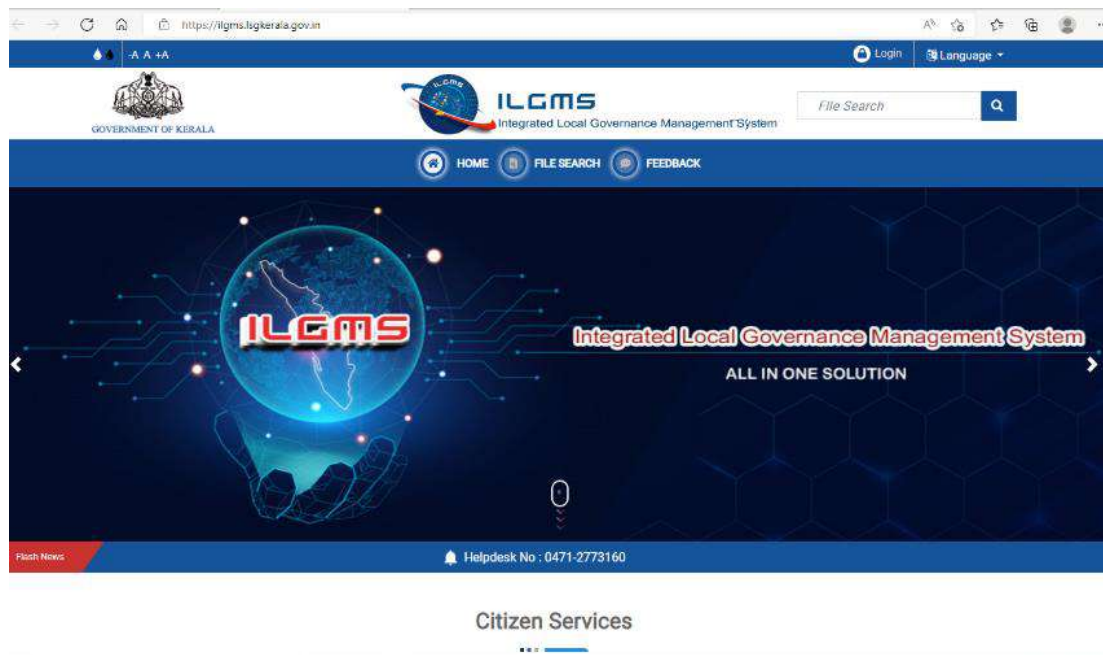 https://ilgms.lsgkerala.gov.in
-A A +A
Login
Language
GOVERNMENT OF KERALA
ILGMS
ILGMS
Integrated Local Governance Management System
File Search
HOME
FILE SEARCH
FEEDBACK
ILGMS
Integrated Local Governance Management System
ALL IN ONE SOLUTION
Flash News
Helpdesk No : 0471-2773160
Citizen Services